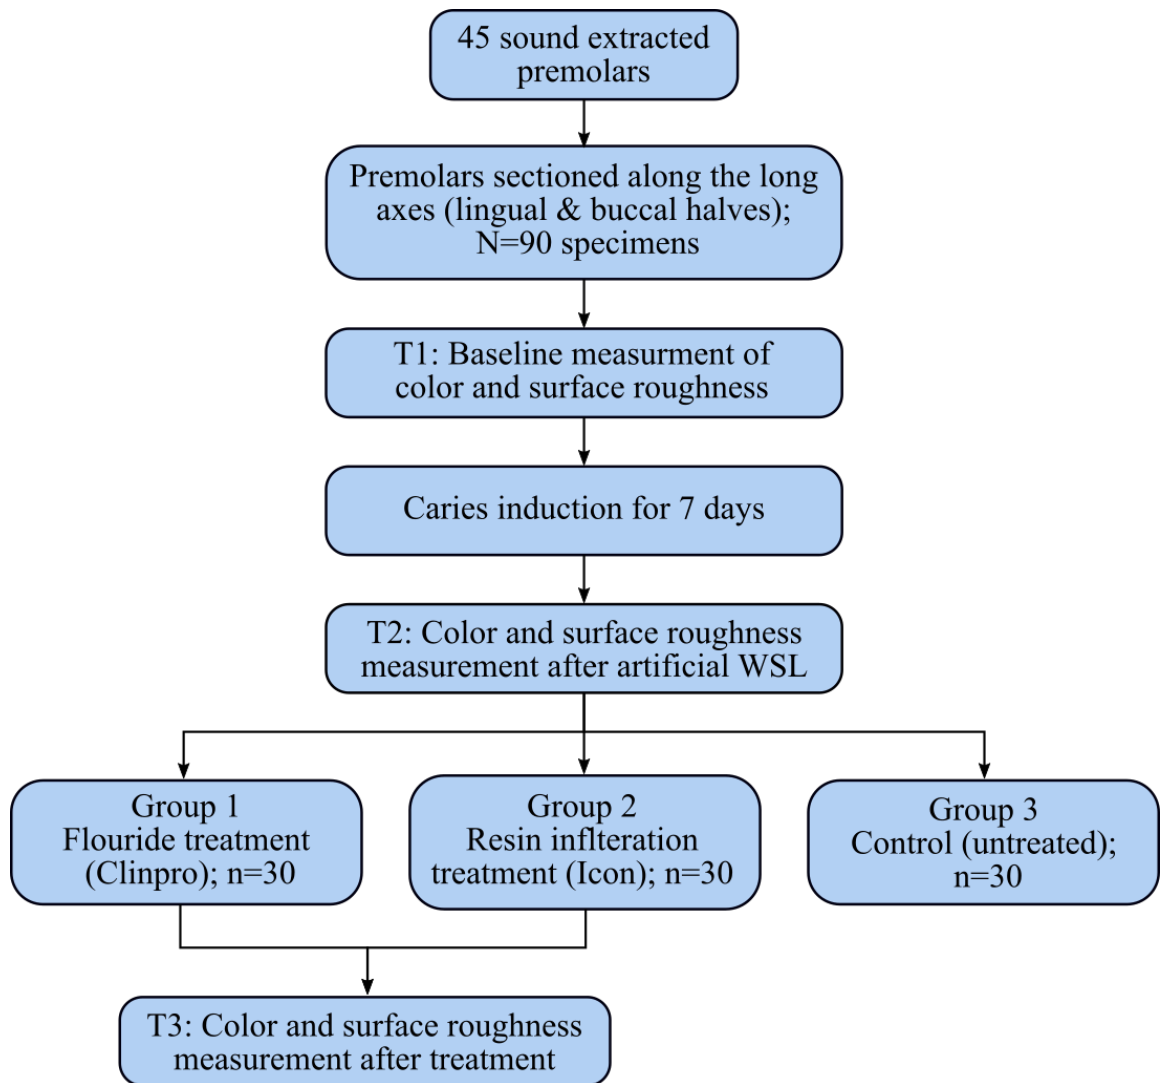 45 sound extracted
premolars
Premolars sectioned along the long
axes (lingual & buccal halves);
N=90 specimens
T1: Baseline measurment of
color and surface roughness
Caries induction for 7 days
T2: Color and surface roughness
measurement after artificial WSL
Group 1
Flouride treatment
(Clinpro); n=30
Group 2
Resin inflteration
treatment (Icon); n=30
Group 3
Control (untreated);
n=30
T3: Color and surface roughness
measurement after treatment